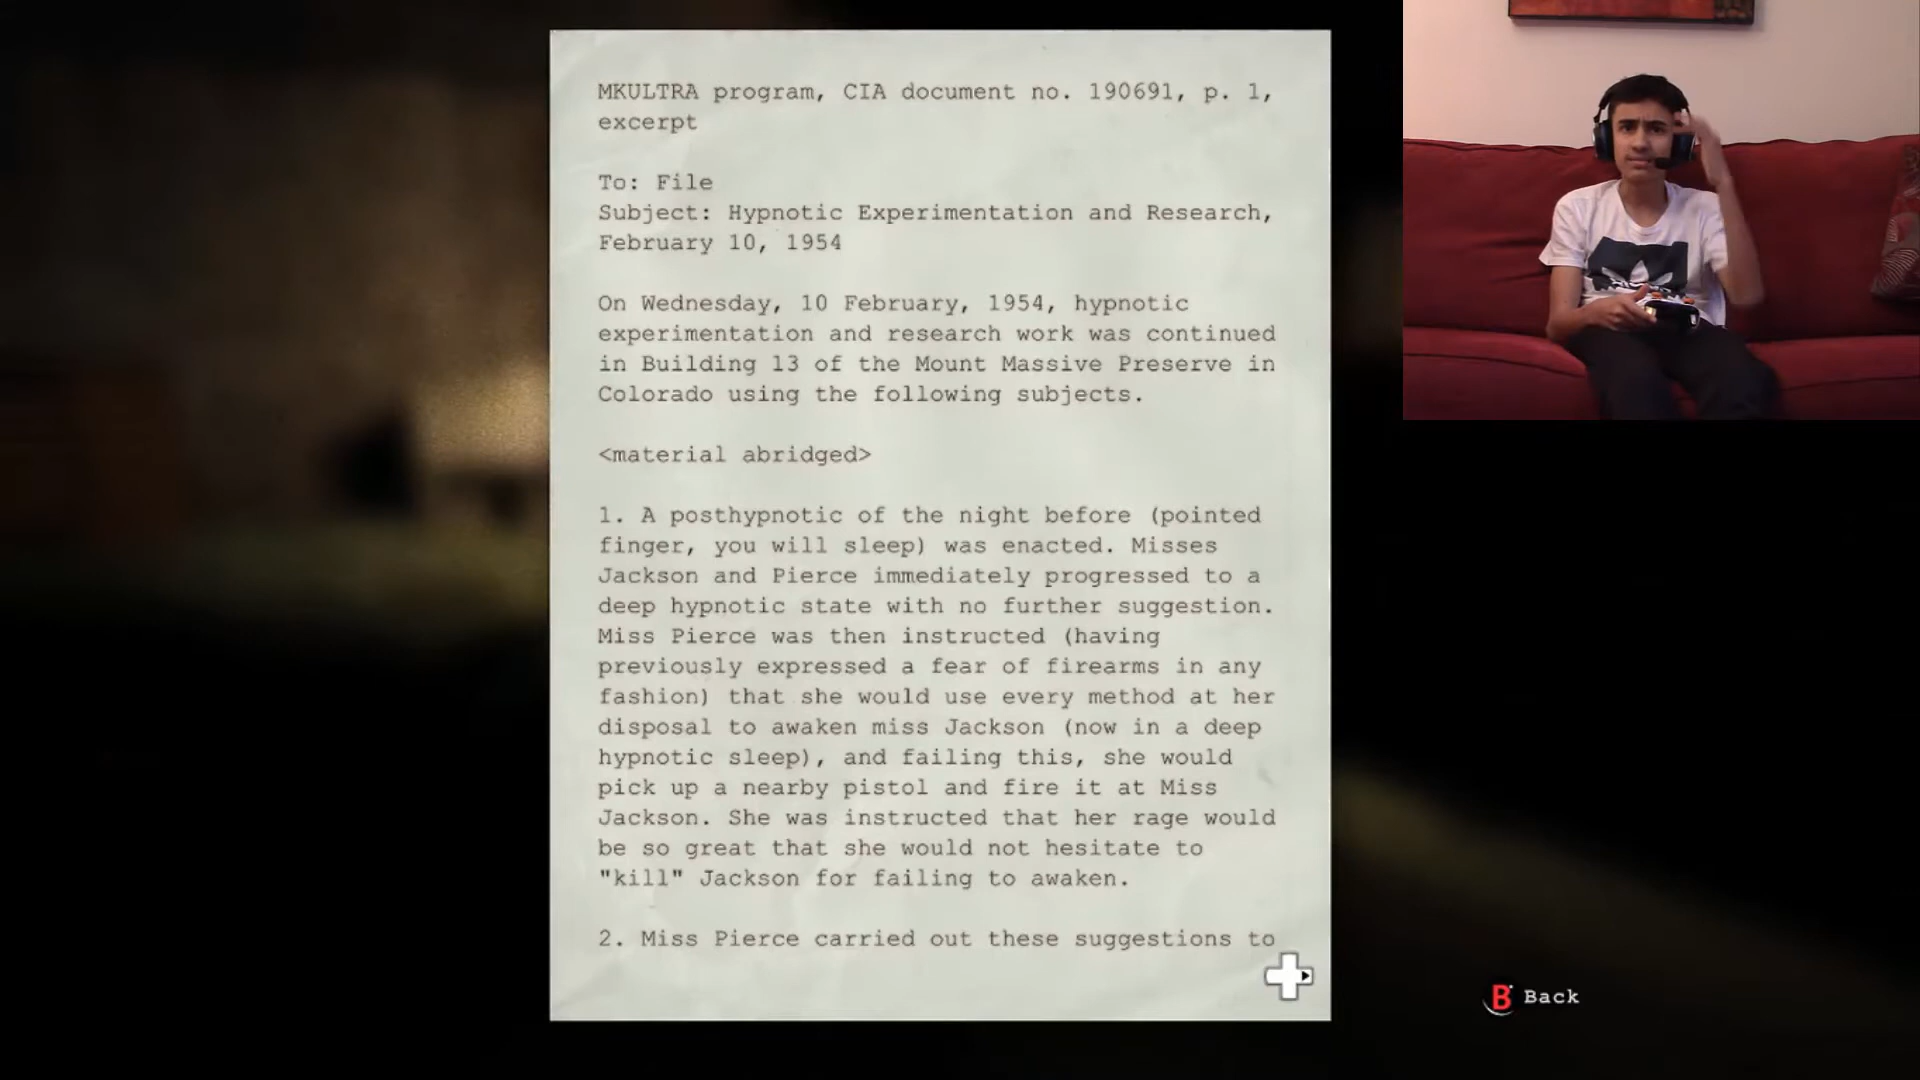 MKULTRA program, CIA document no. 190691, p. 1,
excerpt
To: File
Subject: Hypnotic Experimentation and Research,
February 10, 1954
On Wednesday, 10 February, 1954, hypnotic
experimentation and research work was continued
in Building 13 of the Mount Massive Preserve in
Colorado using the following subjects.
<material abridged>
1. A posthypnotic of the night before (pointed
finger, you will sleep) was enacted. Misses
Jackson and Pierce immediately progressed to a
deep hypnotic state with no further suggestion.
Miss Pierce was then instructed (having
previously expressed a fear of firearms in any
fashion) that she would use every method at her
disposal to awaken miss Jackson (now in a deep
hypnotic sleep), and failing this, she would
pick up a nearby pistol and fire it at Miss
Jackson. She was instructed that her rage would
be so great that she would not hesitate to
"kill" Jackson for failing to awaken.
2. Miss Pierce carried out these suggestions to
B Back